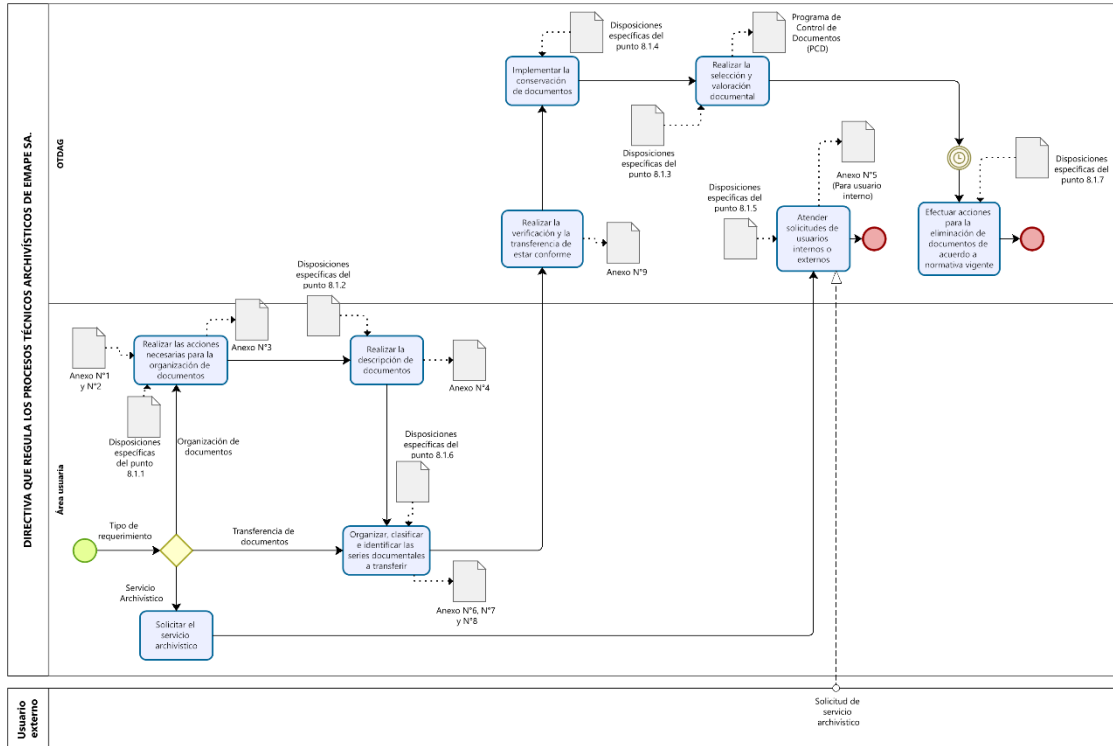 DIRECTIVA QUE REGULA LOS PROCESOS TÉCNICOS ARCHIVÍSTICOS DE EMAPE SA.
OTDAG
Disposiciones
específicas del
punto 8.1.4
Programa de
Control de
Documentos
(PCD)
Implementar la
conservación
de documentos
Realizar la
selección y
valoración
documental
Disposiciones
específicas del
punto 8.1.3
Disposiciones
específicas del
punto 8.1.7
Anexo N°5
(Para usuario
interno)
Disposiciones
específicas del
punto 8.1.5
Realizar la
verificación y la
transferencia de
estar conforme
Anexo N°9
Atender
solicitudes de
usuarios
internos o
externos
Efectuar acciones
para la
eliminación de
documentos de
acuerdo a
normativa vigente
Área usuaria
Disposiciones
específicas del
punto 8.1.2
Realizar las acciones
necesarias para la
organización de
documentos
Anexo N°3
Anexo N°1
y N°2
Realizar la
descripción de
documentos
Anexo N°4
Disposiciones
específicas
del punto
8.1.1
Organización de
documentos
Disposiciones
específicas del
punto 8.1.6
Tipo de
requerimiento
Transferencia de
documentos
Organizar, clasificar
e identificar las
series documentales
a transferir
Anexo N°6, N°7
y N°8
Servicio
Archivístico
Solicitar el
servicio
archivístico
Usuario
externo
Solicitud de
servicio
archivístico